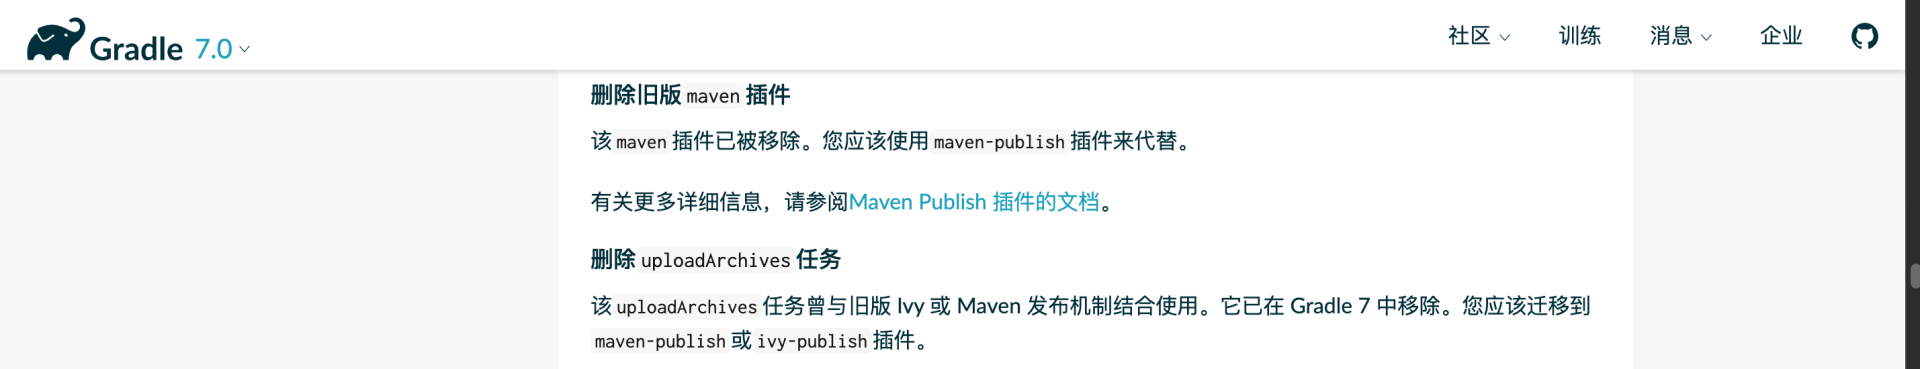 Gradle 7.0
社区 训练 消息 企业
删除旧版 maven 插件
该 maven 插件已被移除。您应该使用 maven-publish 插件来代替。
有关更多详细信息，请参阅Maven Publish 插件的文档。
删除 uploadArchives 任务
该 uploadArchives 任务曾与旧版 Ivy 或 Maven 发布机制结合使用。它已在 Gradle 7 中移除。您应该迁移到
maven-publish 或 ivy-publish 插件。